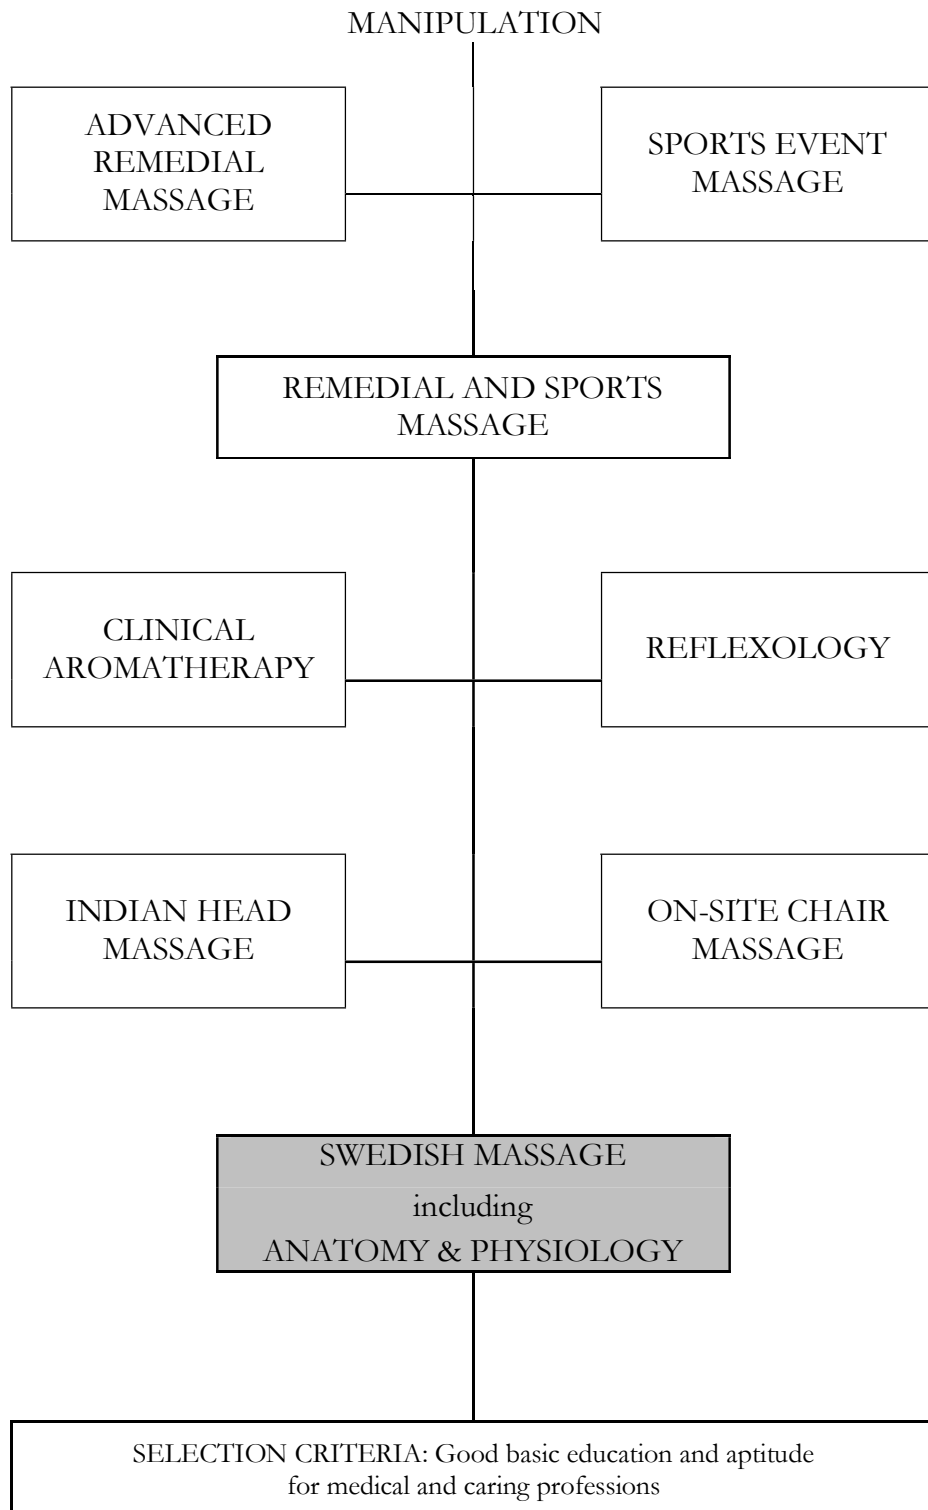 MANIPULATION
ADVANCED
REMEDIAL
MASSAGE
SPORTS EVENT
MASSAGE
REMEDIAL AND SPORTS
MASSAGE
CLINICAL
AROMATHERAPY
REFLEXOLOGY
INDIAN HEAD
MASSAGE
ON-SITE CHAIR
MASSAGE
SWEDISH MASSAGE
including
ANATOMY & PHYSIOLOGY
SELECTION CRITERIA: Good basic education and aptitude
for medical and caring professions